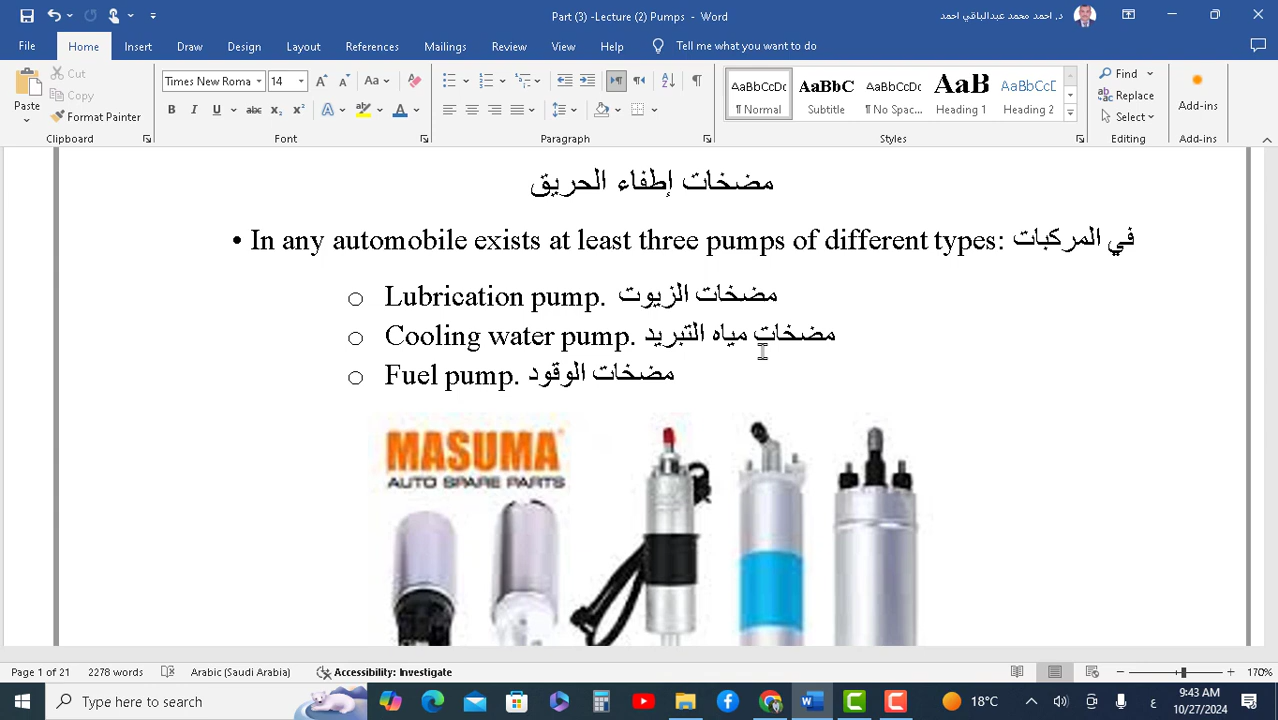 Part (3) -Lecture (2) Pumps - Word
د. احمد محمد عبدالباقي احمد
File Home Insert Draw Design Layout References Mailings Review View Help Tell me what you want to do
Paste
Cut
Copy
Format Painter
Clipboard
Times New Roma 14
Font
Paragraph
AaBbCcDc AaBbC AaBbCcDc AaB AaBbCcD
¶ Normal Subtitle ¶ No Spac... Heading 1 Heading 2
Styles
Find
Replace
Select
Editing
Add-ins
Add-ins
مضخات إطفاء الحريق
• In any automobile exists at least three pumps of different types: في المركبات
o Lubrication pump. مضخات الزيوت
o Cooling water pump. مضخات مياه التبريد
o Fuel pump. مضخات الوقود
MASUMA
AUTO SPARE PARTS
Page 1 of 21 2278 words Arabic (Saudi Arabia) Accessibility: Investigate 170%
Type here to search
18°C
ع
9:43 AM
10/27/2024